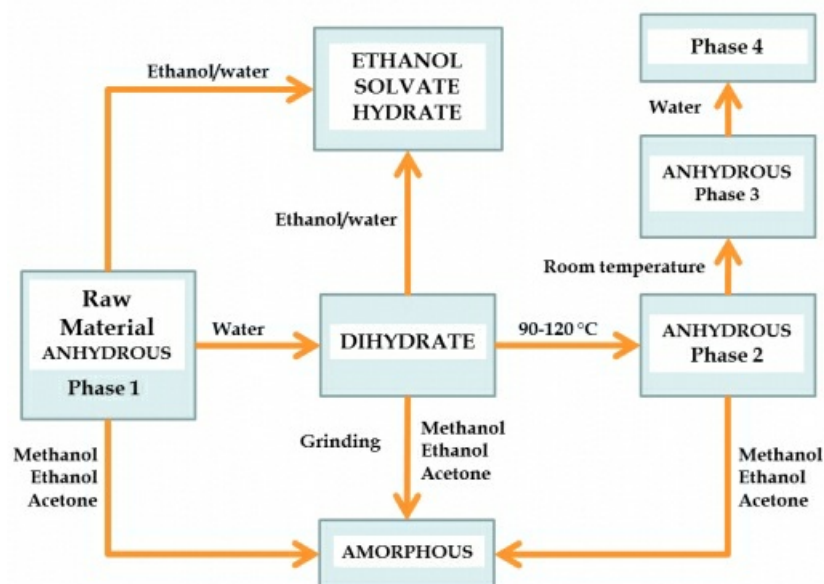 Ethanol/water
ETHANOL
SOLVATE
HYDRATE
Phase 4
Water
ANHYDROUS
Phase 3
Ethanol/water
Room temperature
Raw
Material
ANHYDROUS
Phase 1
Water
DIHYDRATE
90-120 °C
ANHYDROUS
Phase 2
Methanol
Ethanol
Acetone
Grinding
Methanol
Ethanol
Acetone
Methanol
Ethanol
Acetone
AMORPHOUS